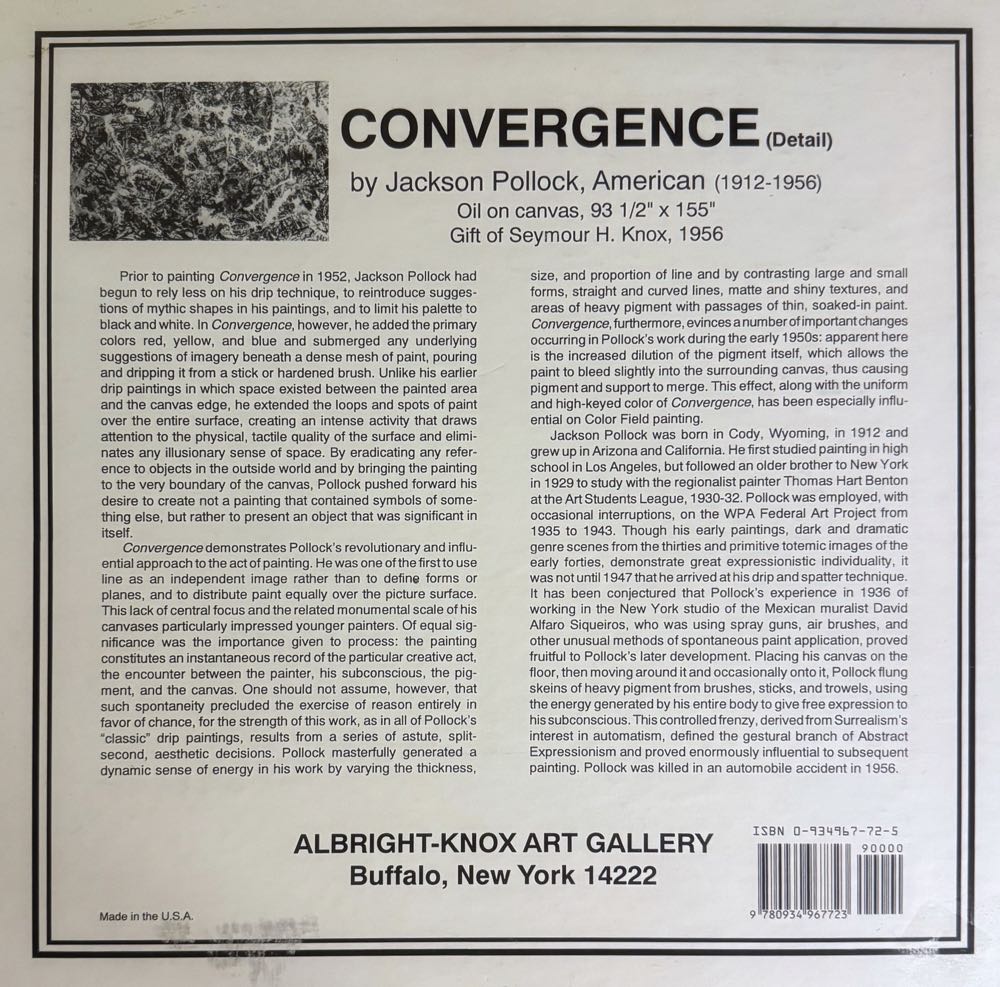 CONVERGENCE (Detail)
by Jackson Pollock, American (1912-1956)
Oil on canvas, 93 1/2" x 155"
Gift of Seymour H. Knox, 1956
Prior to painting Convergence in 1952, Jackson Pollock had
begun to rely less on his drip technique, to reintroduce sugges-
tions of mythic shapes in his paintings, and to limit his palette to
black and white. In Convergence, however, he added the primary
colors red, yellow, and blue and submerged any underlying
suggestions of imagery beneath a dense mesh of paint, pouring
and dripping it from a stick or hardened brush. Unlike his earlier
drip paintings in which space existed between the painted area
and the canvas edge, he extended the loops and spots of paint
over the entire surface, creating an intense activity that draws
attention to the physical, tactile quality of the surface and elimi-
nates any illusionary sense of space. By eradicating any refer-
ence to objects in the outside world and by bringing the painting
to the very boundary of the canvas, Pollock pushed forward his
desire to create not a painting that contained symbols of some-
thing else, but rather to present an object that was significant in
itself.
Convergence demonstrates Pollock's revolutionary and influ-
ential approach to the act of painting. He was one of the first to use
line as an independent image rather than to define forms or
planes, and to distribute paint equally over the picture surface.
This lack of central focus and the related monumental scale of his
canvases particularly impressed younger painters. Of equal sig-
nificance was the importance given to process: the painting
constitutes an instantaneous record of the particular creative act,
the encounter between the painter, his subconscious, the pig-
ment, and the canvas. One should not assume, however, that
such spontaneity precluded the exercise of reason entirely in
favor of chance, for the strength of this work, as in all of Pollock's
"classic" drip paintings, results from a series of astute, split-
second, aesthetic decisions. Pollock masterfully generated a
dynamic sense of energy in his work by varying the thickness,
size, and proportion of line and by contrasting large and small
forms, straight and curved lines, matte and shiny textures, and
areas of heavy pigment with passages of thin, soaked-in paint.
Convergence, furthermore, evinces a number of important changes
occurring in Pollock's work during the early 1950s: apparent here
is the increased dilution of the pigment itself, which allows the
paint to bleed slightly into the surrounding canvas, thus causing
pigment and support to merge. This effect, along with the uniform
and high-keyed color of Convergence, has been especially influ-
ential on Color Field painting.
Jackson Pollock was born in Cody, Wyoming, in 1912 and
grew up in Arizona and California. He first studied painting in high
school in Los Angeles, but followed an older brother to New York
in 1929 to study with the regionalist painter Thomas Hart Benton
at the Art Students League, 1930-32. Pollock was employed, with
occasional interruptions, on the WPA Federal Art Project from
1935 to 1943. Though his early paintings, dark and dramatic
genre scenes from the thirties and primitive totemic images of the
early forties, demonstrate great expressionistic individuality, it
was not until 1947 that he arrived at his drip and spatter technique.
It has been conjectured that Pollock's experience in 1936 of
working in the New York studio of the Mexican muralist David
Alfaro Siqueiros, who was using spray guns, air brushes, and
other unusual methods of spontaneous paint application, proved
fruitful to Pollock's later development. Placing his canvas on the
floor, then moving around it and occasionally onto it, Pollock flung
skeins of heavy pigment from brushes, sticks, and trowels, using
the energy generated by his entire body to give free expression to
his subconscious. This controlled frenzy, derived from Surrealism's
interest in automatism, defined the gestural branch of Abstract
Expressionism and proved enormously influential to subsequent
painting. Pollock was killed in an automobile accident in 1956.
ALBRIGHT-KNOX ART GALLERY
Buffalo, New York 14222
Made in the U.S.A.
ISBN 0-934967-72-5
90000
9 780934 967723